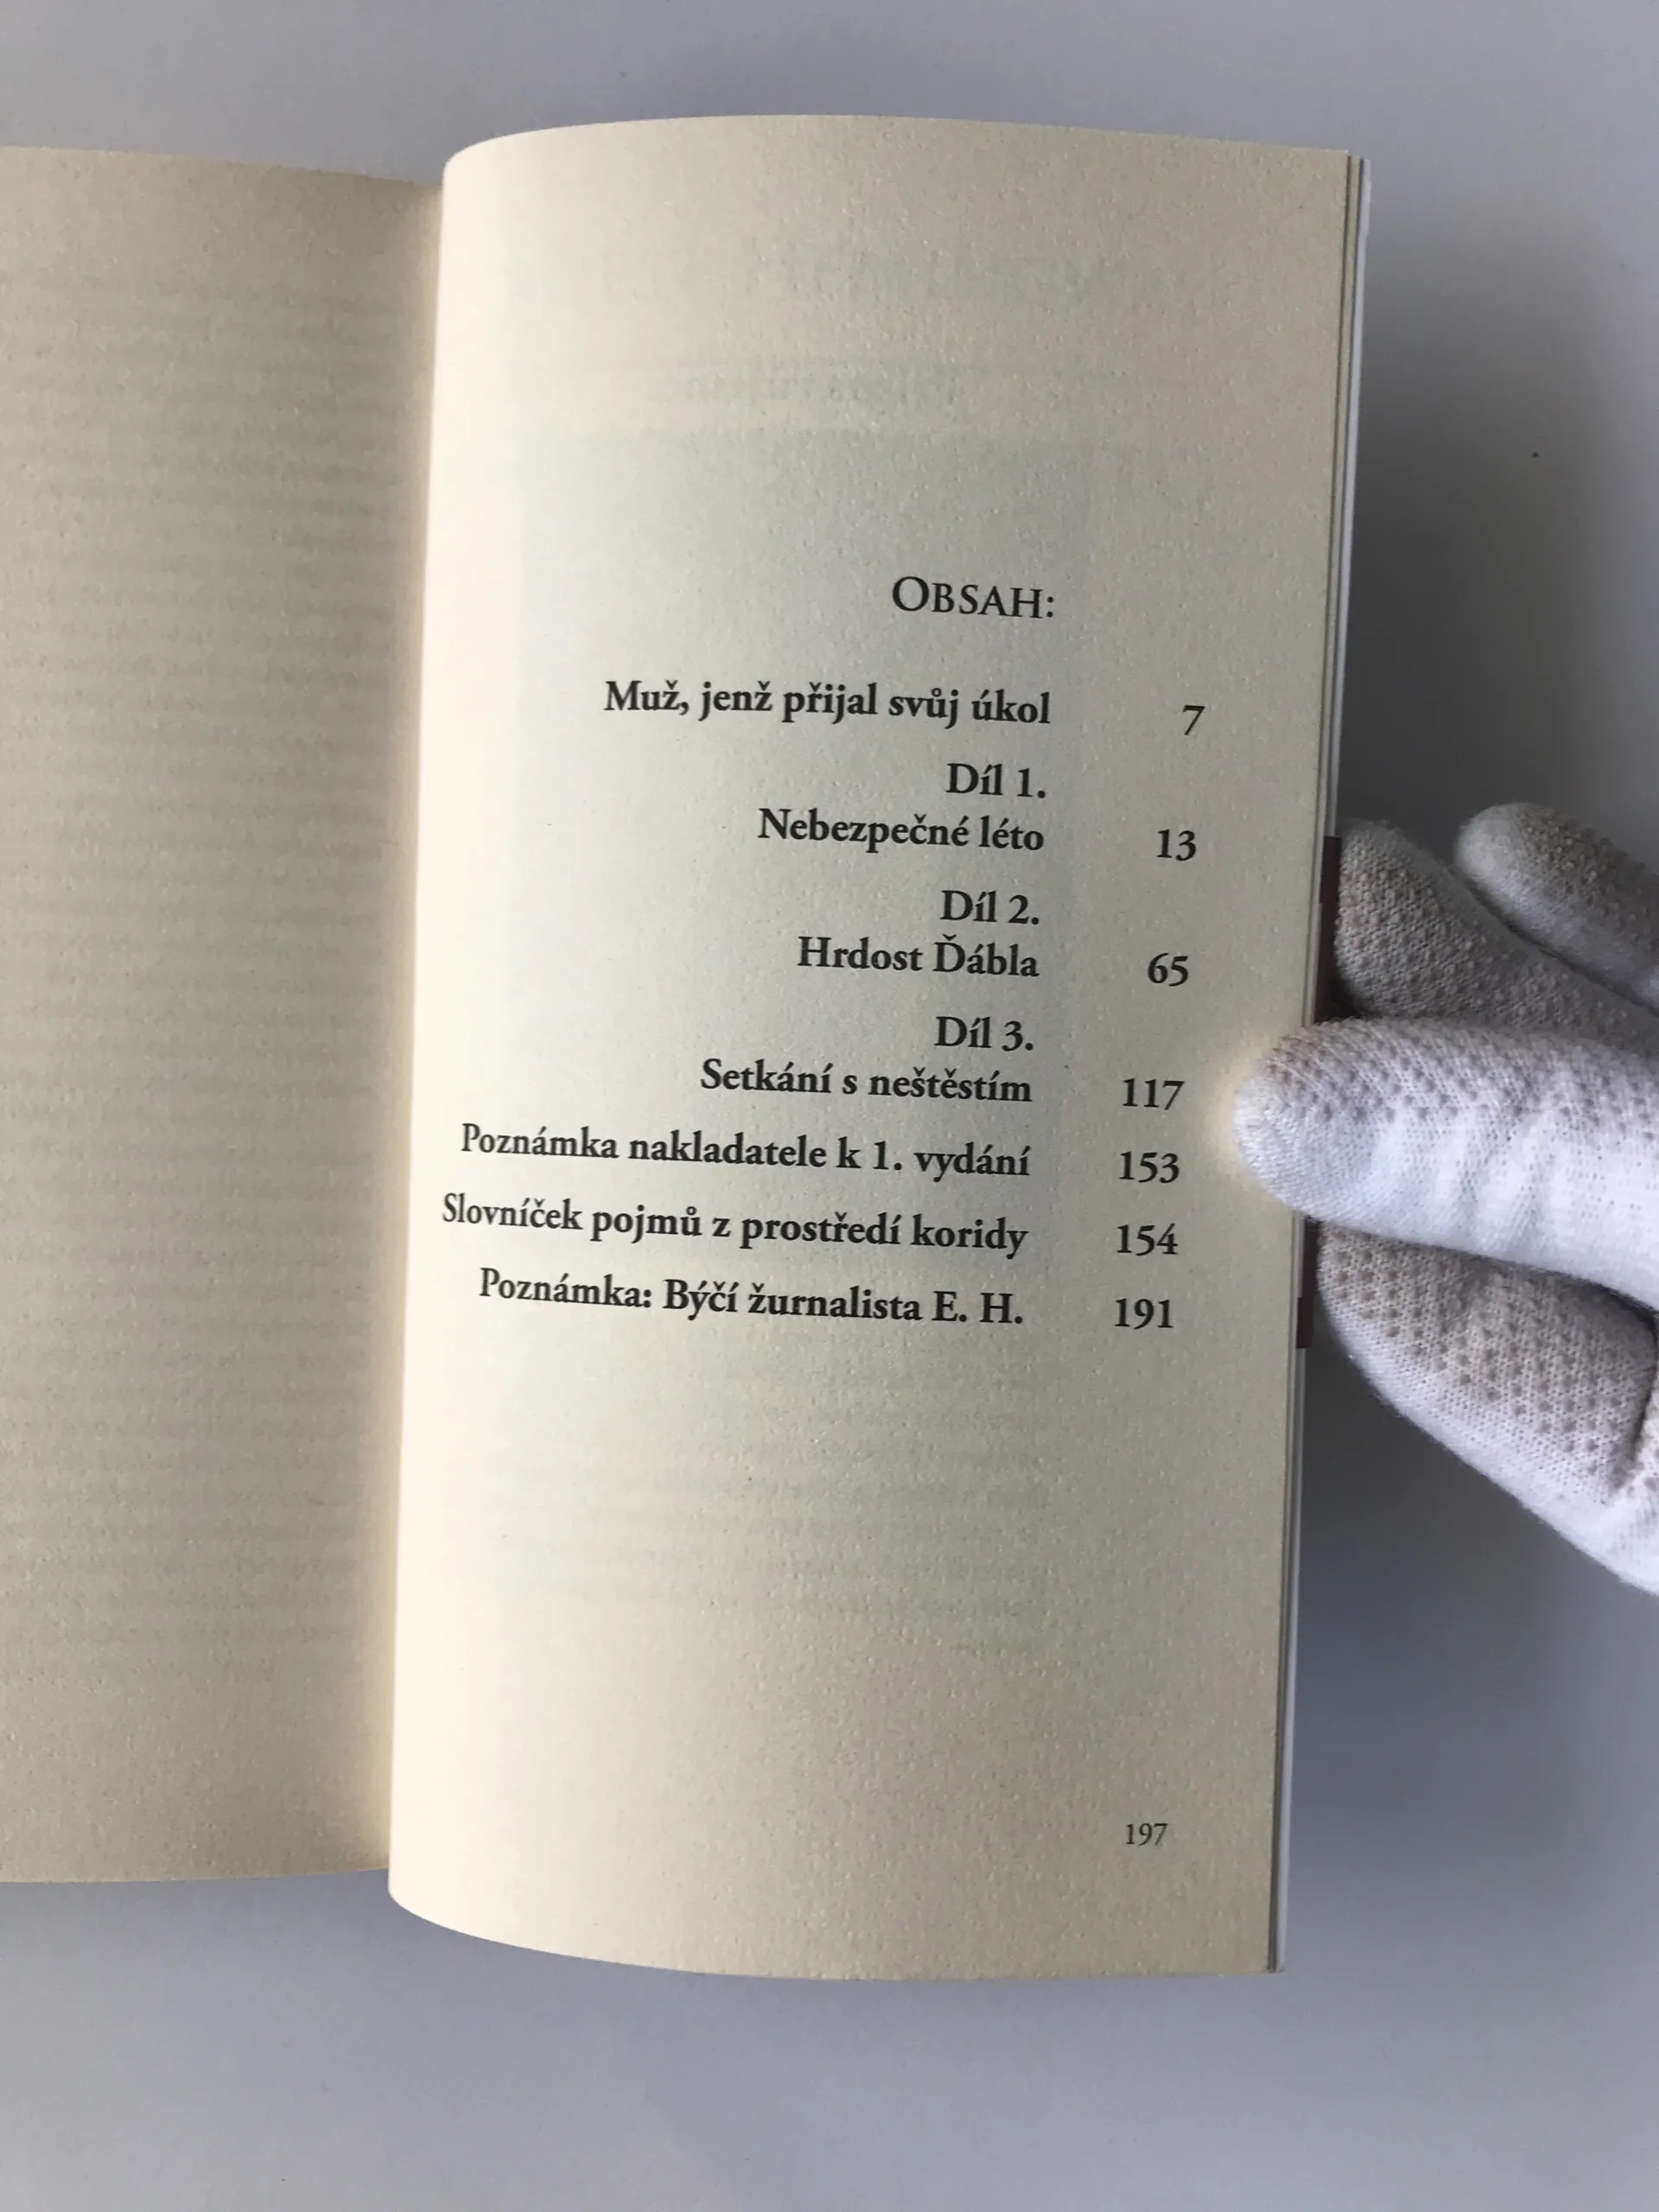 OBSAH:
Muž, jenž přijal svůj úkol 7
Díl 1.
Nebezpečné léto 13
Díl 2.
Hrdost Ďábla 65
Díl 3.
Setkání s neštěstím 117
Poznámka nakladatele k 1. vydání 153
Slovníček pojmů z prostředí koridy 154
Poznámka: Býčí žurnalista E. H. 191
197